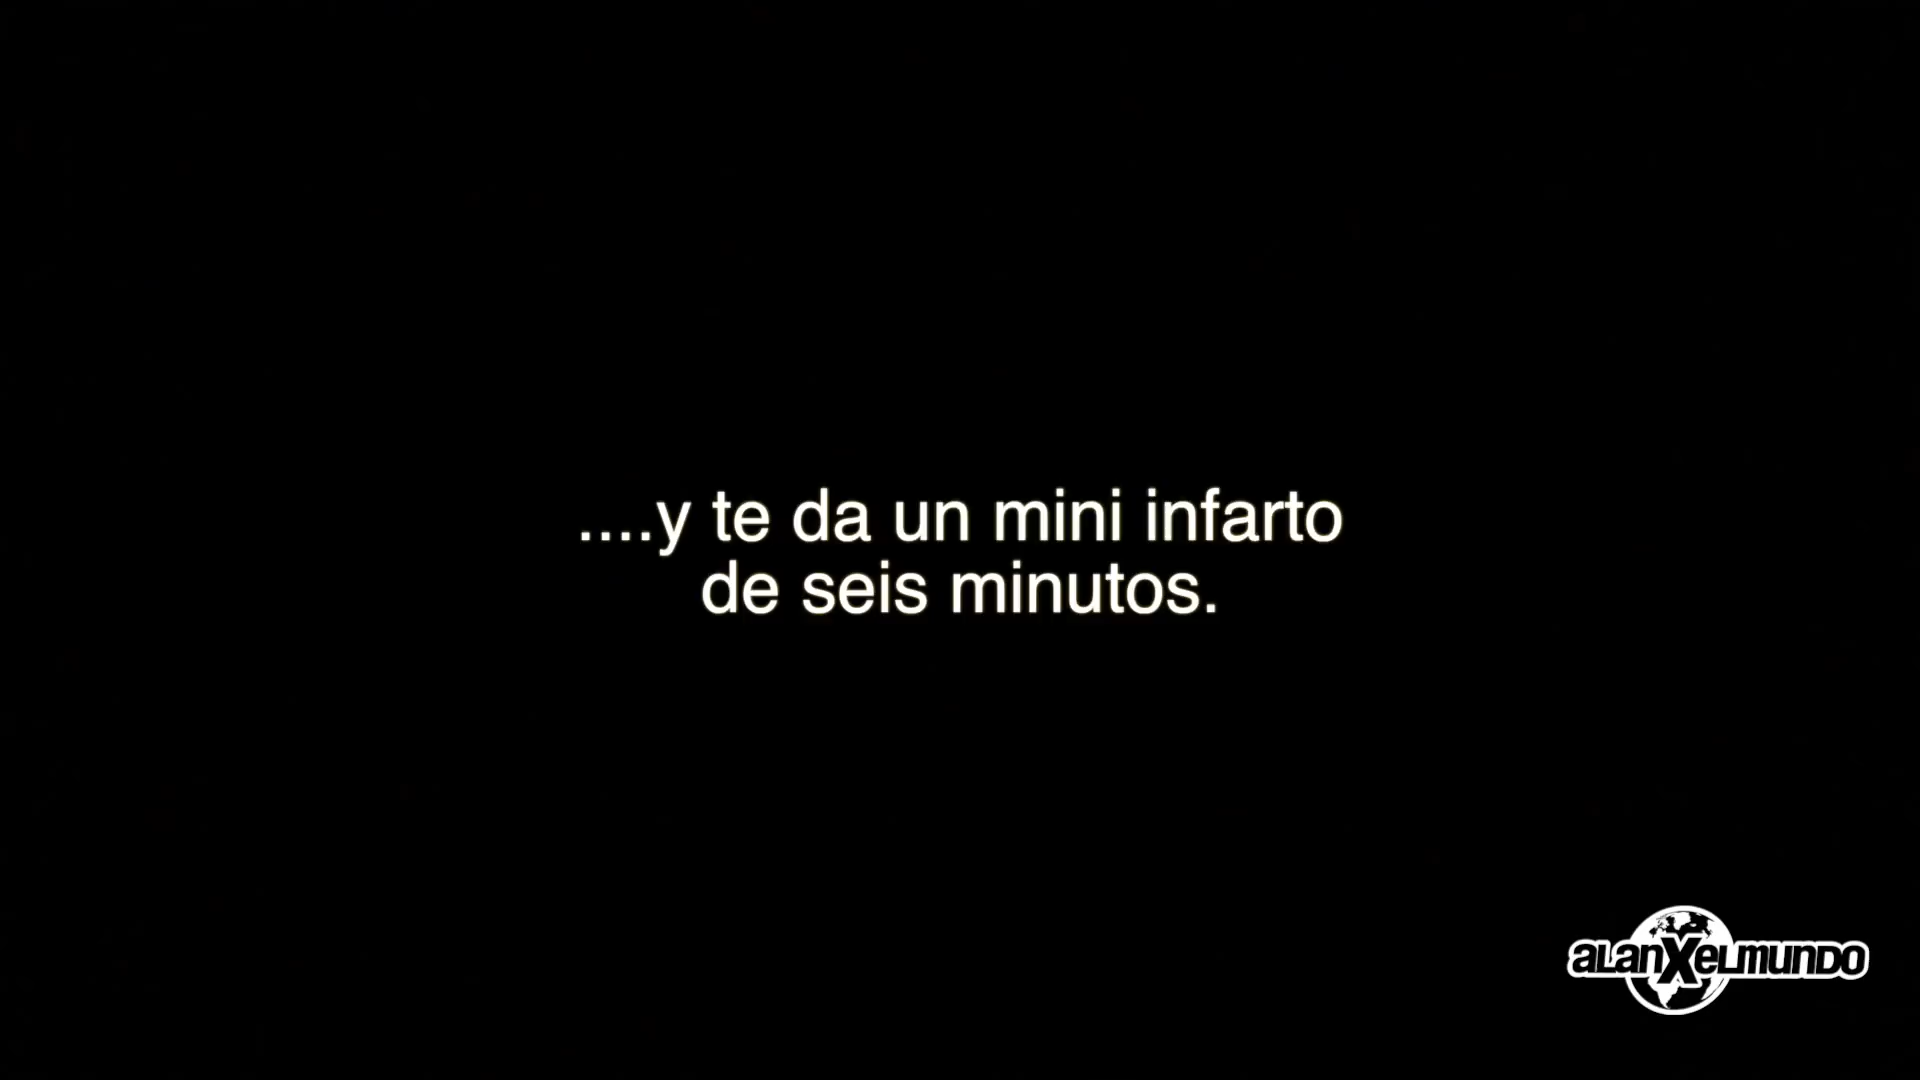 ....y te da un mini infarto
de seis minutos.
alanXelmundo